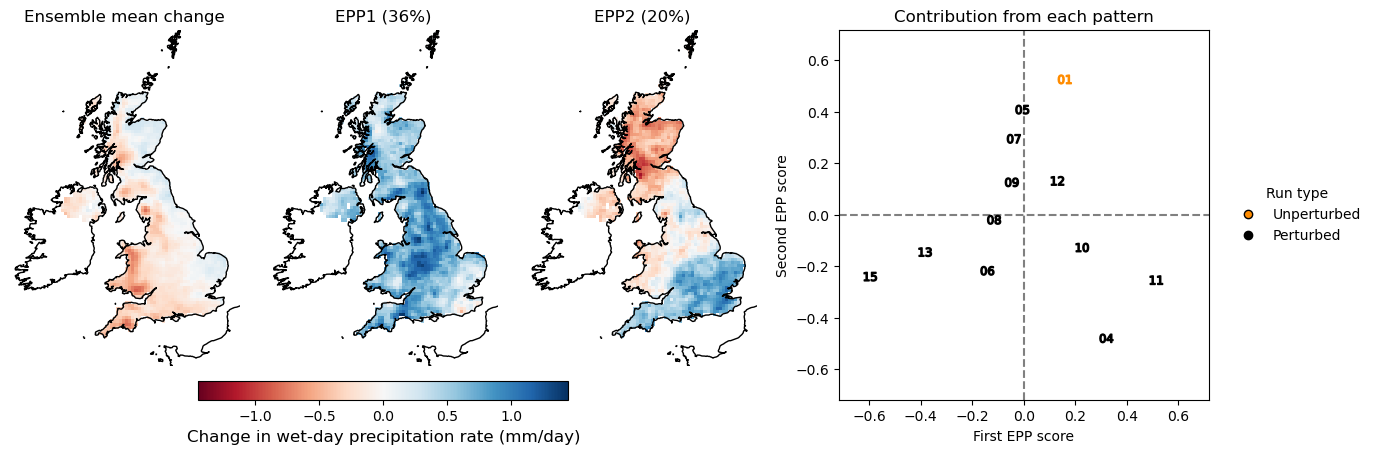 Ensemble mean change
EPP1 (36%)
EPP2 (20%)
Contribution from each pattern
−1.0 −0.5 0.0 0.5 1.0
Change in wet-day precipitation rate (mm/day)
Second EPP score
0.6
0.4
0.2
0.0
−0.2
−0.4
−0.6
01
05
07
09
12
08
10
13
06
15
11
04
−0.6 −0.4 −0.2 0.0 0.2 0.4 0.6
First EPP score
Run type
Unperturbed
Perturbed